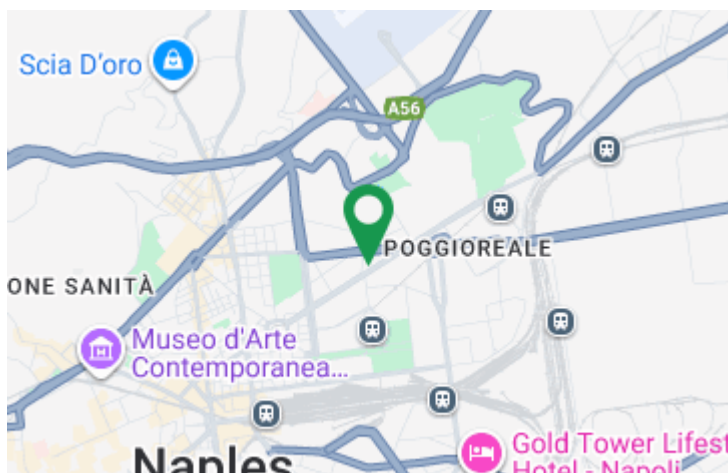 Scia D'oro
A56
POGGIOREALE
ONE SANITÀ
Museo d'Arte
Contemporanea...
Naples
Gold Tower Lifest
Hotel - Napoli